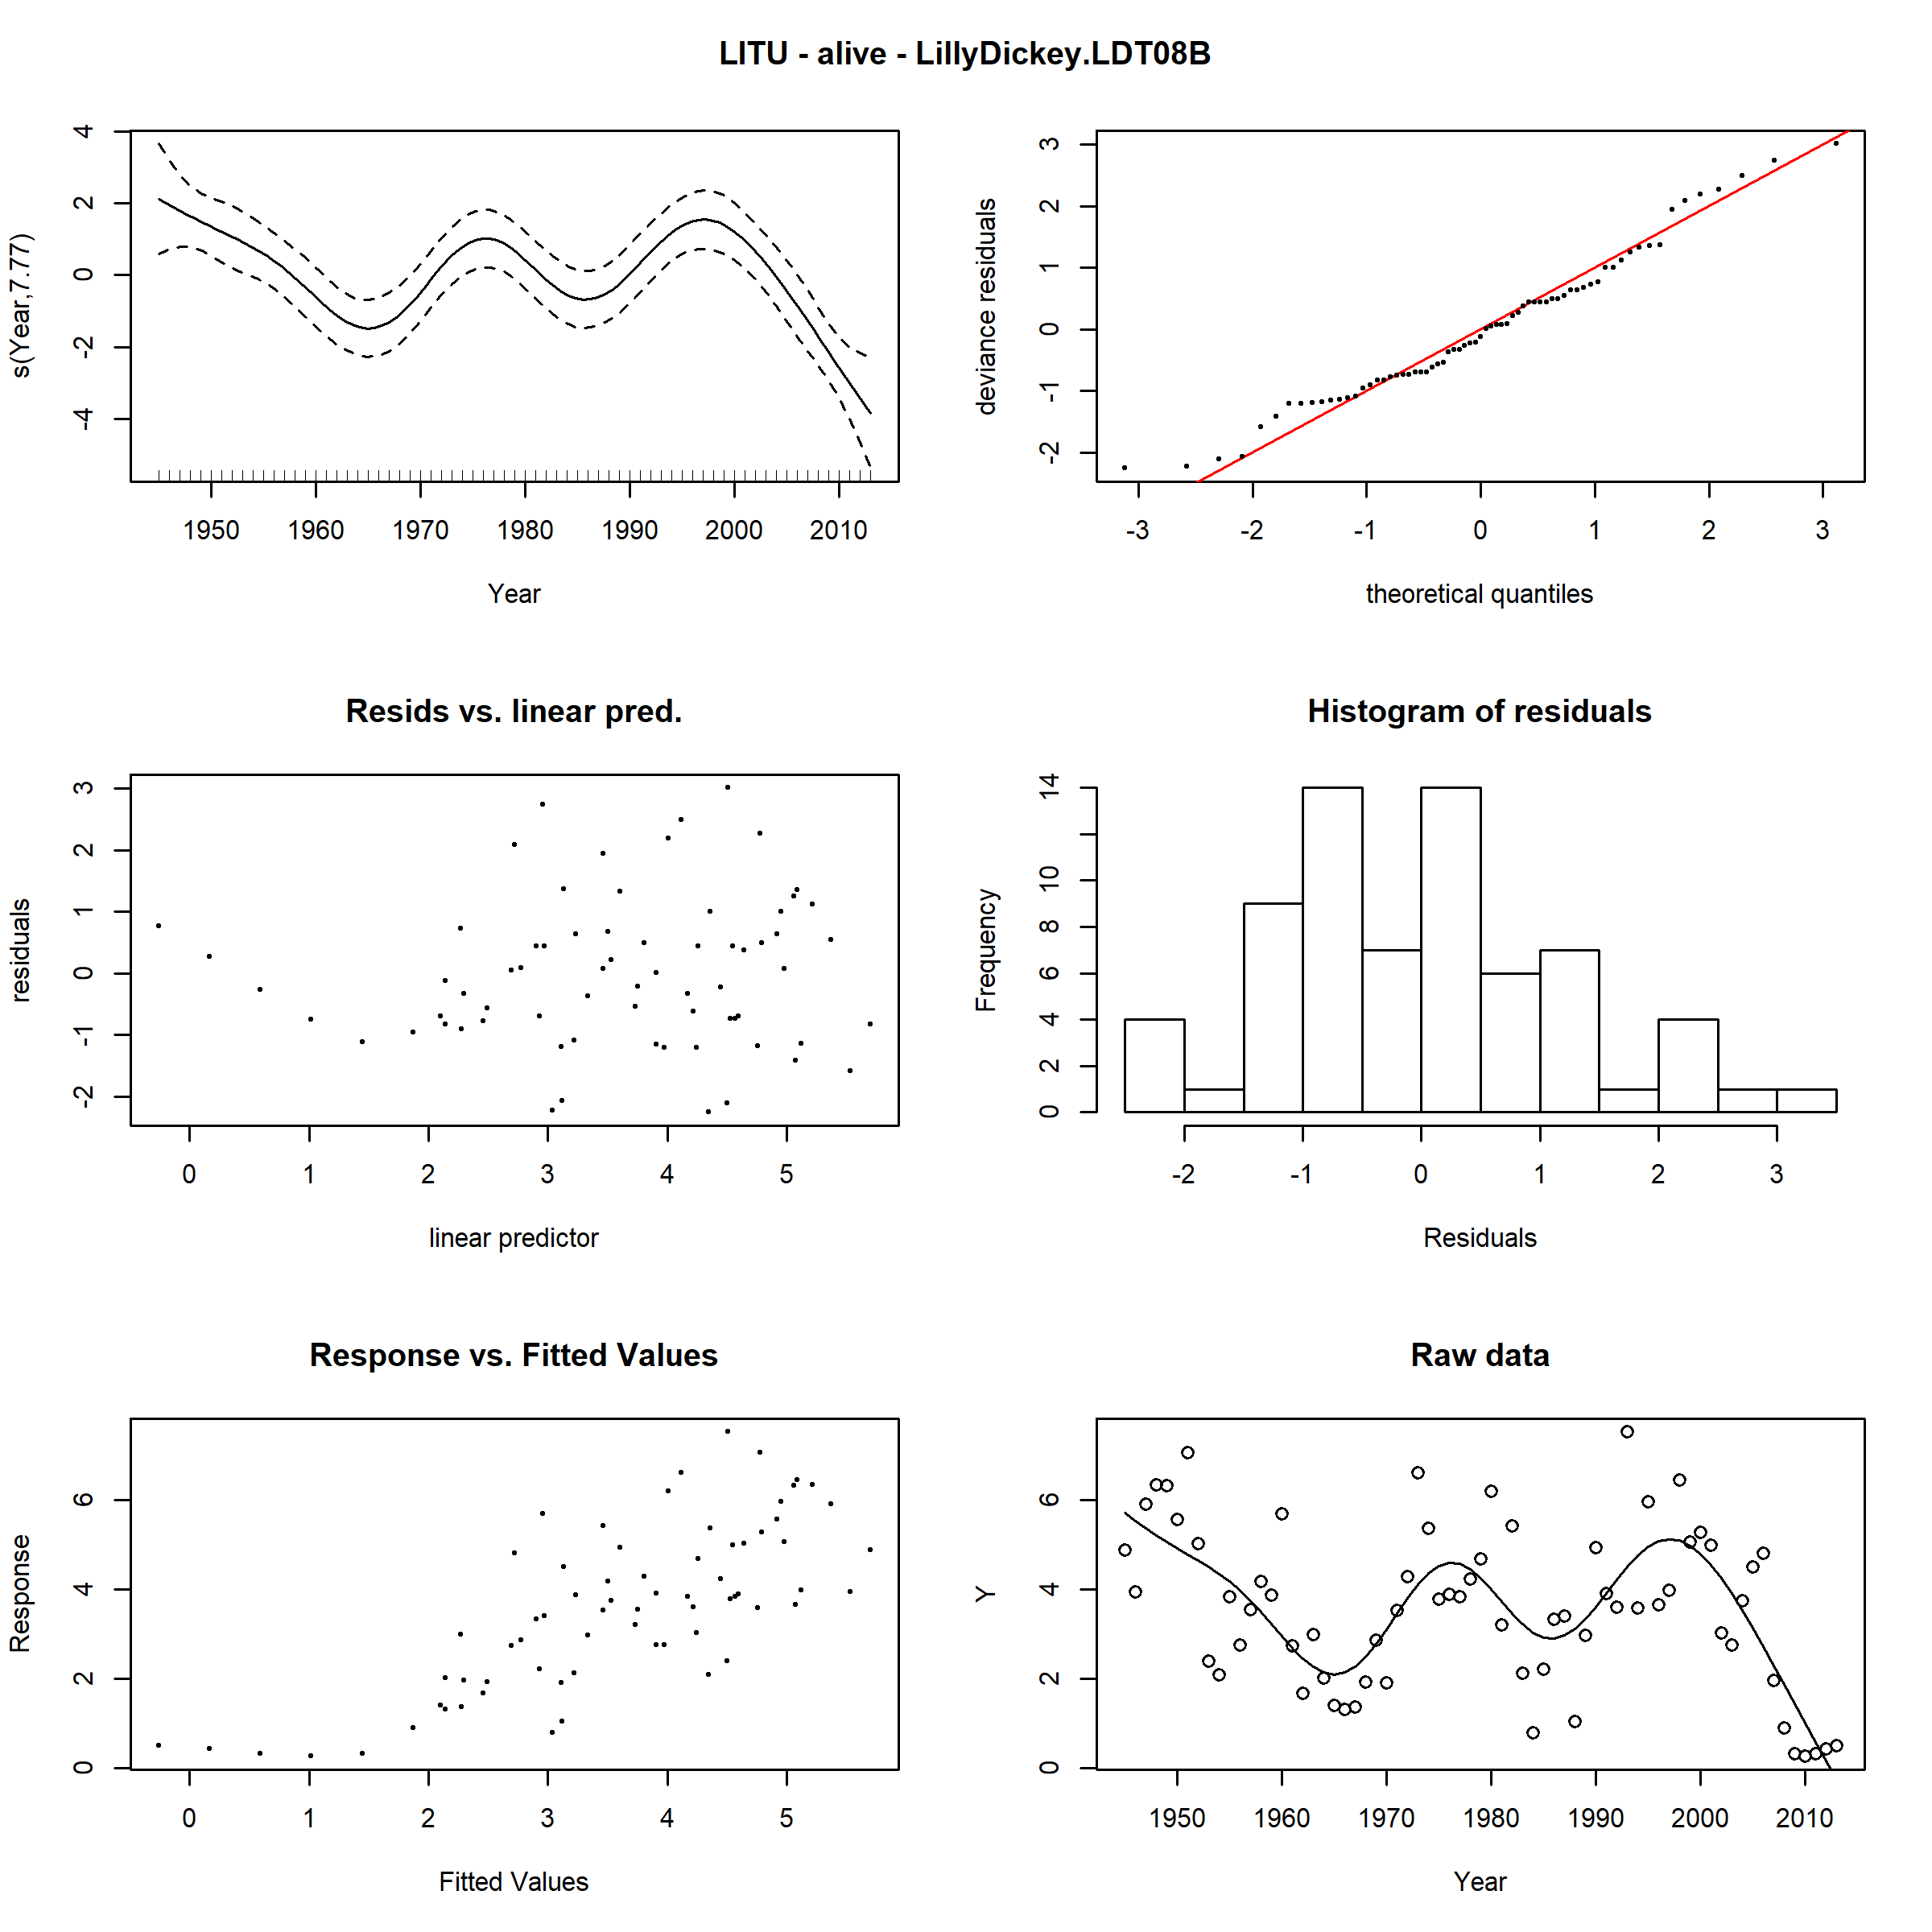 LITU - alive - LillyDickey.LDT08B
s(Year,7.77)
4
2
0
-2
-4
1950 1960 1970 1980 1990 2000 2010
Year
deviance residuals
3
2
1
0
-1
-2
-3 -2 -1 0 1 2 3
theoretical quantiles
Resids vs. linear pred.
residuals
3
2
1
0
-1
-2
0 1 2 3 4 5
linear predictor
Histogram of residuals
Frequency
14
10
8
6
4
2
0
-2 -1 0 1 2 3
Residuals
Response vs. Fitted Values
Response
6
4
2
0
0 1 2 3 4 5
Fitted Values
Raw data
Y
6
4
2
0
1950 1960 1970 1980 1990 2000 2010
Year